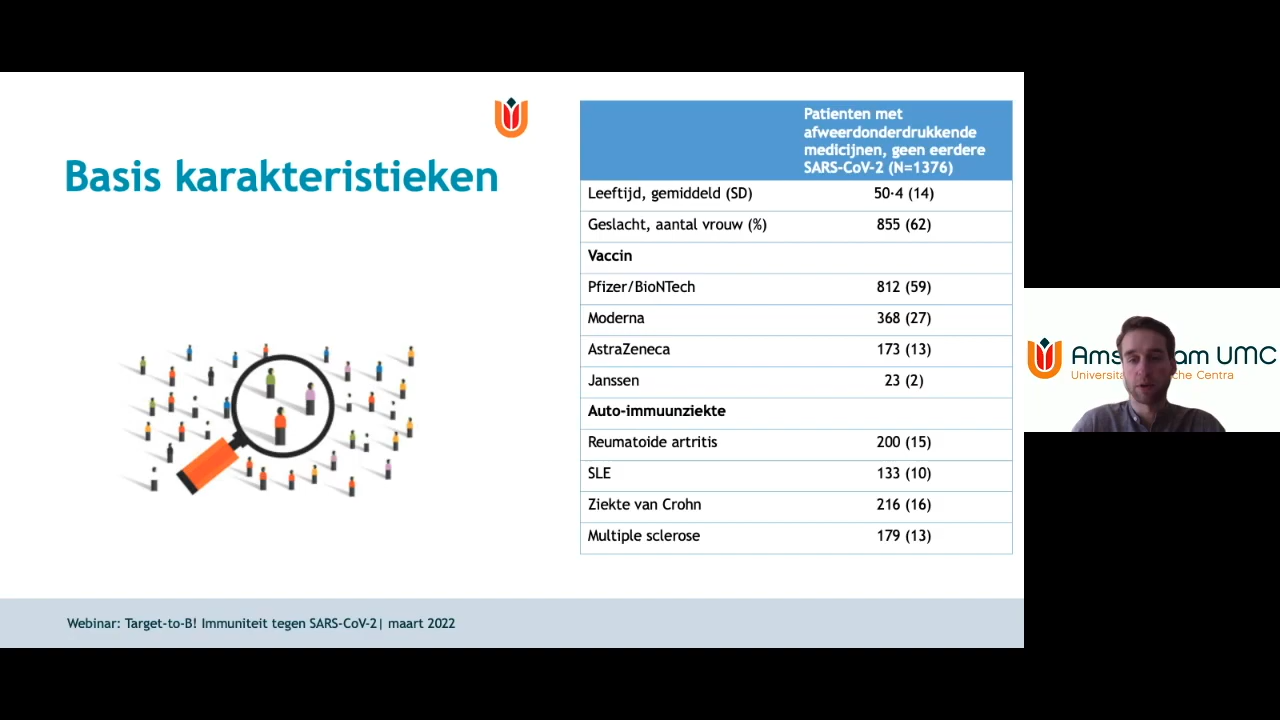 Basis karakteristieken
Patienten met
afweerdonderdrukkende
medicijnen, geen eerdere
SARS-CoV-2 (N=1376)
Leeftijd, gemiddeld (SD) 50·4 (14)
Geslacht, aantal vrouw (%) 855 (62)
Vaccin
Pfizer/BioNTech 812 (59)
Moderna 368 (27)
AstraZeneca 173 (13)
Janssen 23 (2)
Auto-immuunziekte
Reumatoide artritis 200 (15)
SLE 133 (10)
Ziekte van Crohn 216 (16)
Multiple sclerose 179 (13)
Webinar: Target-to-B! Immuniteit tegen SARS-CoV-2| maart 2022
UMC
Centra